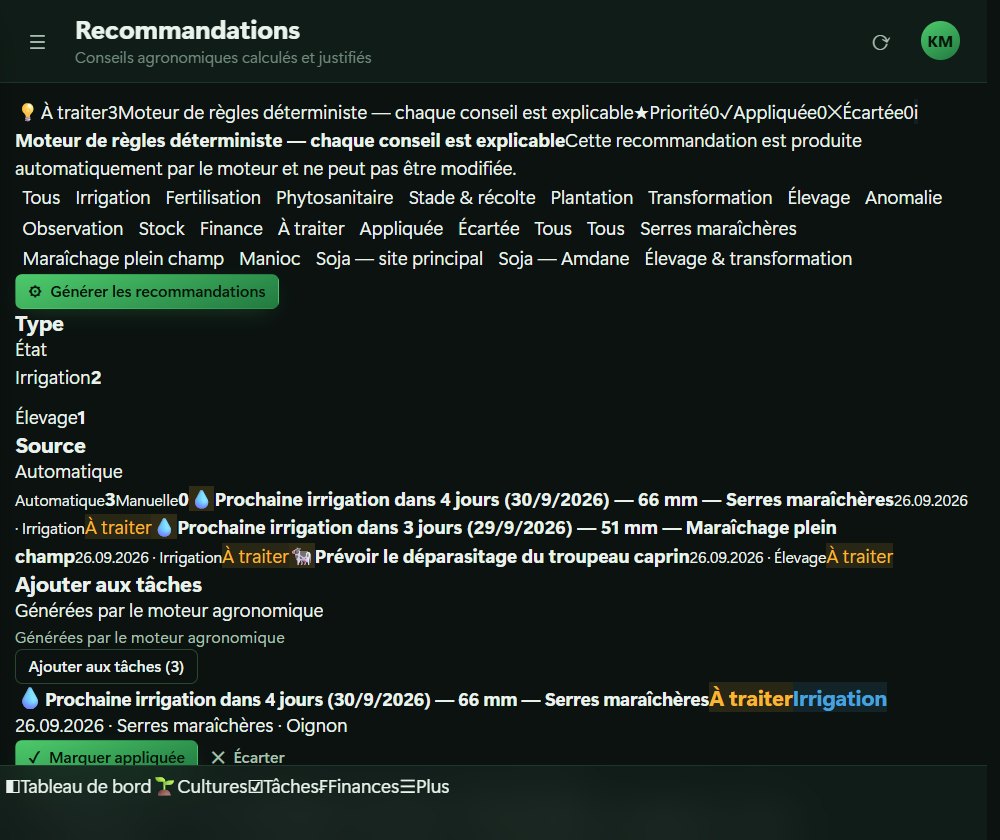 ☰ Recommandations
Conseils agronomiques calculés et justifiés
⟳ KM
💡 À traiter3Moteur de règles déterministe — chaque conseil est explicable★Priorité0✓Appliquée0✕Écartée0i
Moteur de règles déterministe — chaque conseil est explicableCette recommandation est produite
automatiquement par le moteur et ne peut pas être modifiée.
Tous Irrigation Fertilisation Phytosanitaire Stade & récolte Plantation Transformation Élevage Anomalie
Observation Stock Finance À traiter Appliquée Écartée Tous Tous Serres maraîchères
Maraîchage plein champ Manioc Soja — site principal Soja — Amdane Élevage & transformation
⚙ Générer les recommandations
Type
État
Irrigation2
Élevage1
Source
Automatique
Automatique3Manuelle0💧Prochaine irrigation dans 4 jours (30/9/2026) — 66 mm — Serres maraîchères26.09.2026
· IrrigationÀ traiter💧Prochaine irrigation dans 3 jours (29/9/2026) — 51 mm — Maraîchage plein
champ26.09.2026 · IrrigationÀ traiter🐐Prévoir le déparasitage du troupeau caprin26.09.2026 · ÉlevageÀ traiter
Ajouter aux tâches
Générées par le moteur agronomique
Générées par le moteur agronomique
Ajouter aux tâches (3)
💧 Prochaine irrigation dans 4 jours (30/9/2026) — 66 mm — Serres maraîchèresÀ traiterIrrigation
26.09.2026 · Serres maraîchères · Oignon
✓ Marquer appliquée ✕ Écarter
◧Tableau de bord🌱Cultures☑Tâches₣Finances☰Plus